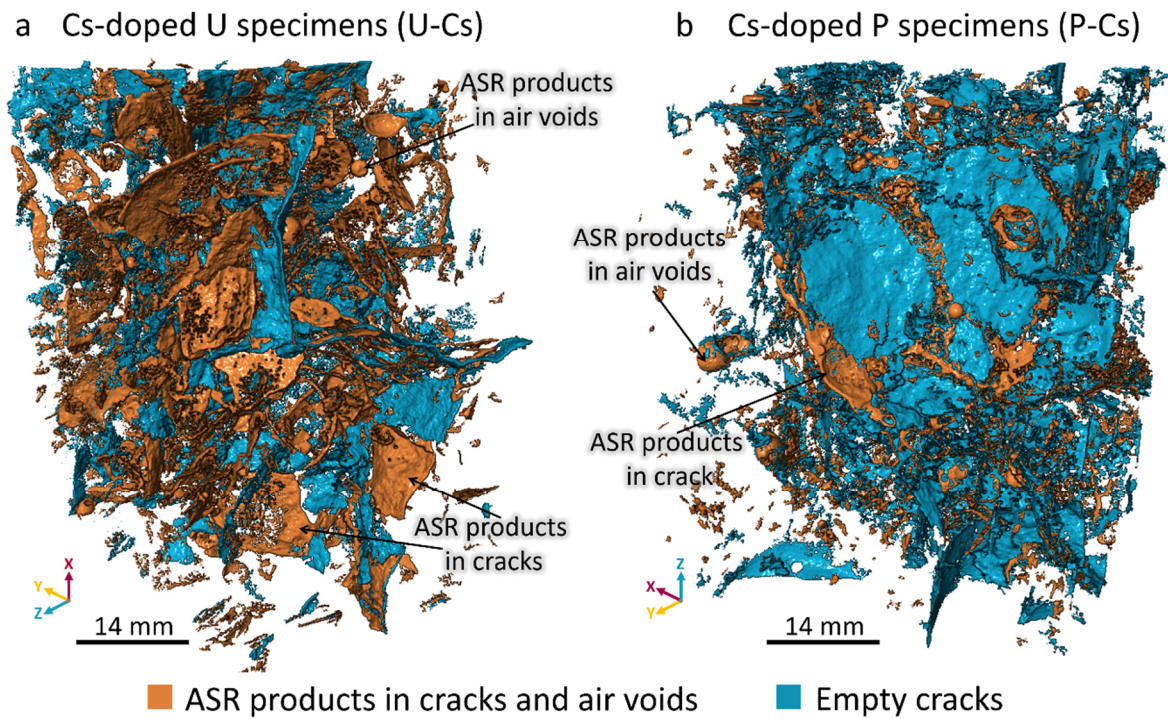 a Cs-doped U specimens (U-Cs)
ASR products
in air voids
ASR products
in cracks
X
Y
Z
14 mm
b Cs-doped P specimens (P-Cs)
ASR products
in air voids
ASR products
in crack
Z
X
Y
14 mm
ASR products in cracks and air voids
Empty cracks